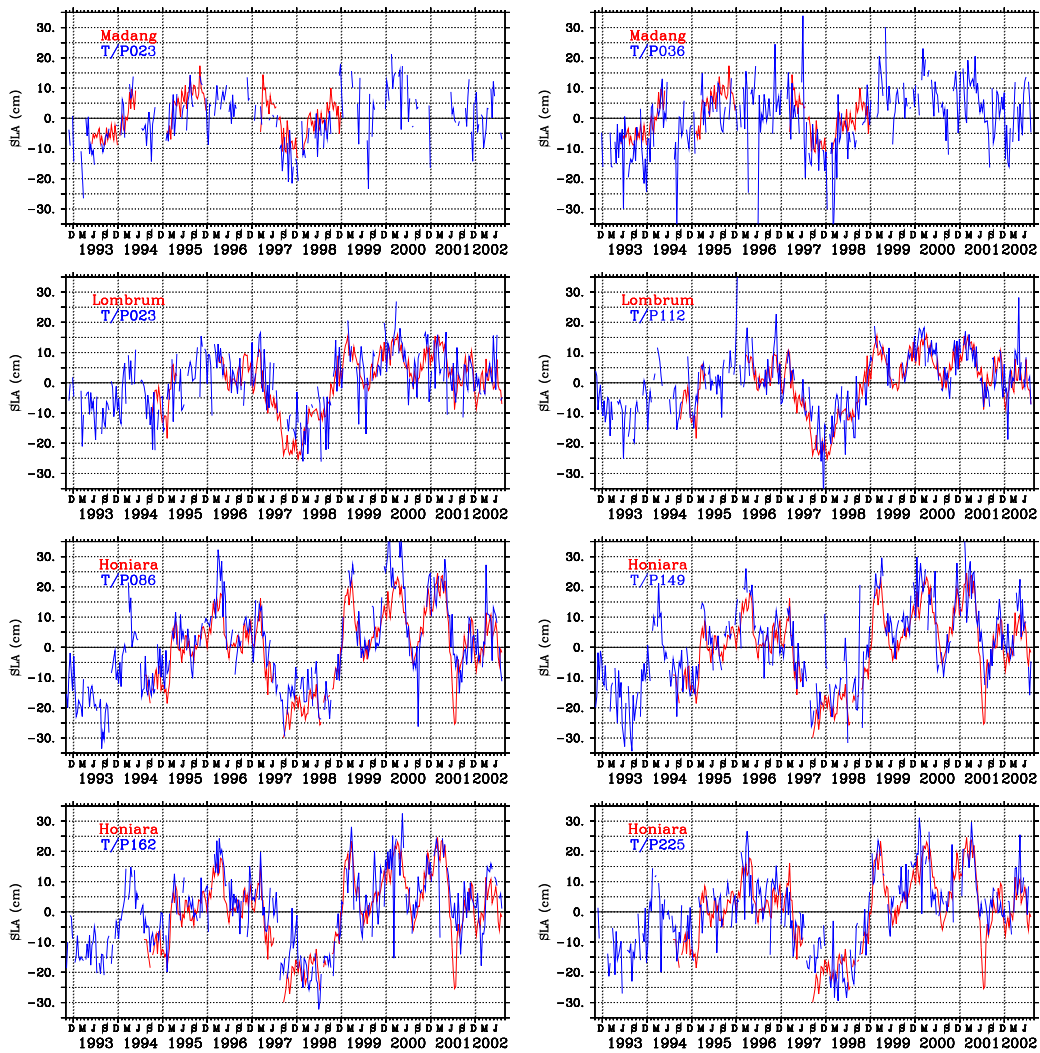 Madang
T/P023
30.
20.
10.
0.
-10.
-20.
-30.
SLA (cm)
D M J S D M J S D M J S D M J S D M J S D M J S D M J S D M J S D M J S D M J
1993 1994 1995 1996 1997 1998 1999 2000 2001 2002
Madang
T/P036
30.
20.
10.
0.
-10.
-20.
-30.
SLA (cm)
D M J S D M J S D M J S D M J S D M J S D M J S D M J S D M J S D M J S D M J
1993 1994 1995 1996 1997 1998 1999 2000 2001 2002
Lombrum
T/P023
30.
20.
10.
0.
-10.
-20.
-30.
SLA (cm)
D M J S D M J S D M J S D M J S D M J S D M J S D M J S D M J S D M J S D M J
1993 1994 1995 1996 1997 1998 1999 2000 2001 2002
Lombrum
T/P112
30.
20.
10.
0.
-10.
-20.
-30.
SLA (cm)
D M J S D M J S D M J S D M J S D M J S D M J S D M J S D M J S D M J S D M J
1993 1994 1995 1996 1997 1998 1999 2000 2001 2002
Honiara
T/P086
30.
20.
10.
0.
-10.
-20.
-30.
SLA (cm)
D M J S D M J S D M J S D M J S D M J S D M J S D M J S D M J S D M J S D M J
1993 1994 1995 1996 1997 1998 1999 2000 2001 2002
Honiara
T/P149
30.
20.
10.
0.
-10.
-20.
-30.
SLA (cm)
D M J S D M J S D M J S D M J S D M J S D M J S D M J S D M J S D M J S D M J
1993 1994 1995 1996 1997 1998 1999 2000 2001 2002
Honiara
T/P162
30.
20.
10.
0.
-10.
-20.
-30.
SLA (cm)
D M J S D M J S D M J S D M J S D M J S D M J S D M J S D M J S D M J S D M J
1993 1994 1995 1996 1997 1998 1999 2000 2001 2002
Honiara
T/P225
30.
20.
10.
0.
-10.
-20.
-30.
SLA (cm)
D M J S D M J S D M J S D M J S D M J S D M J S D M J S D M J S D M J S D M J
1993 1994 1995 1996 1997 1998 1999 2000 2001 2002